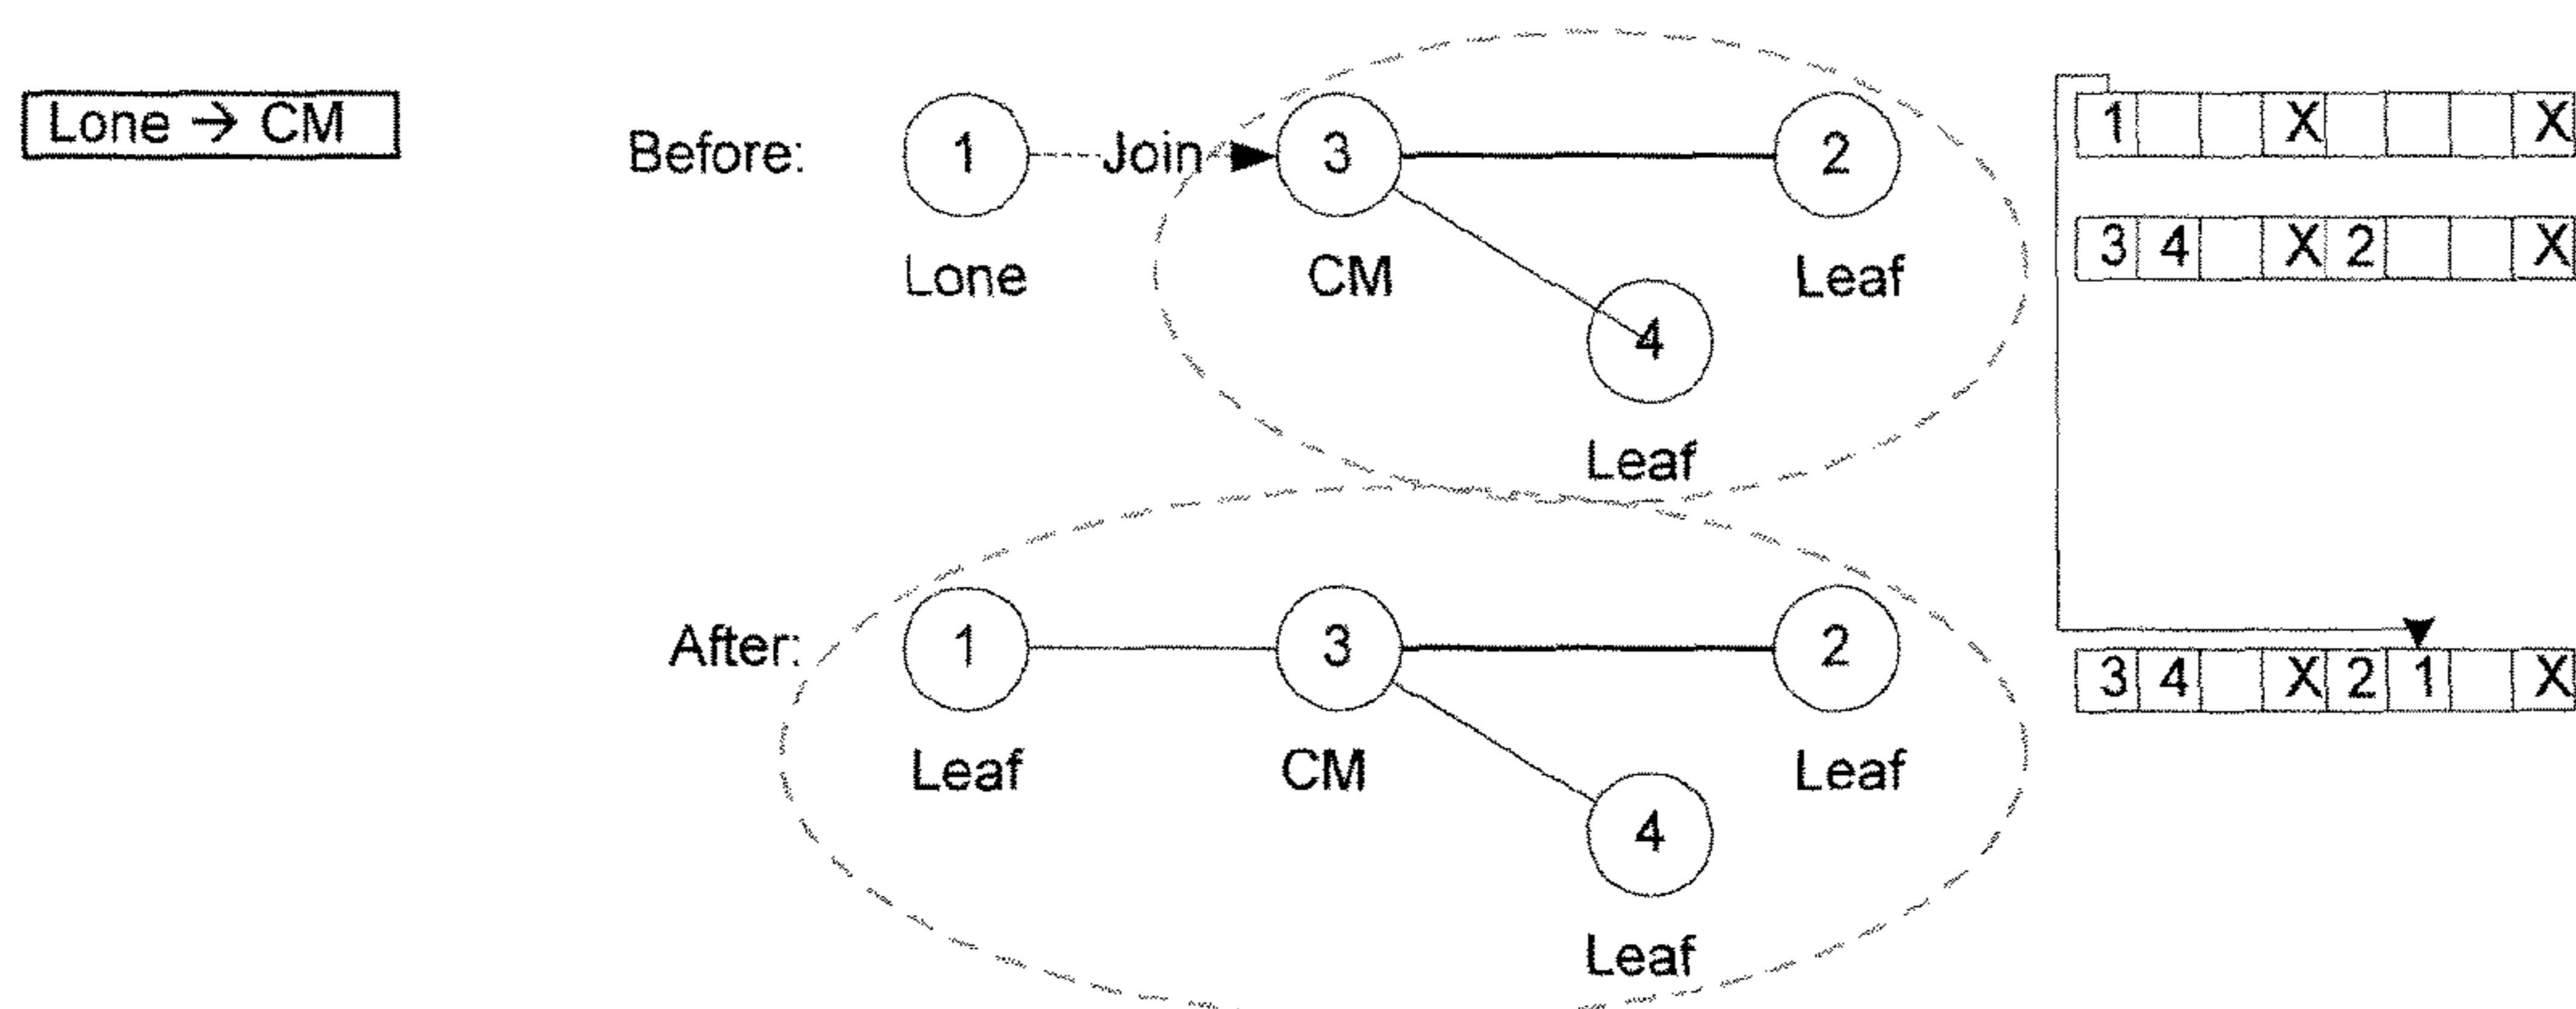 Lone → CM
Before: 1 Join 3 2
1 X X
Lone CM Leaf
3 4 X 2 X
4
Leaf
After: 1 3 2
3 4 X 2 1 X
Leaf CM Leaf
4
Leaf